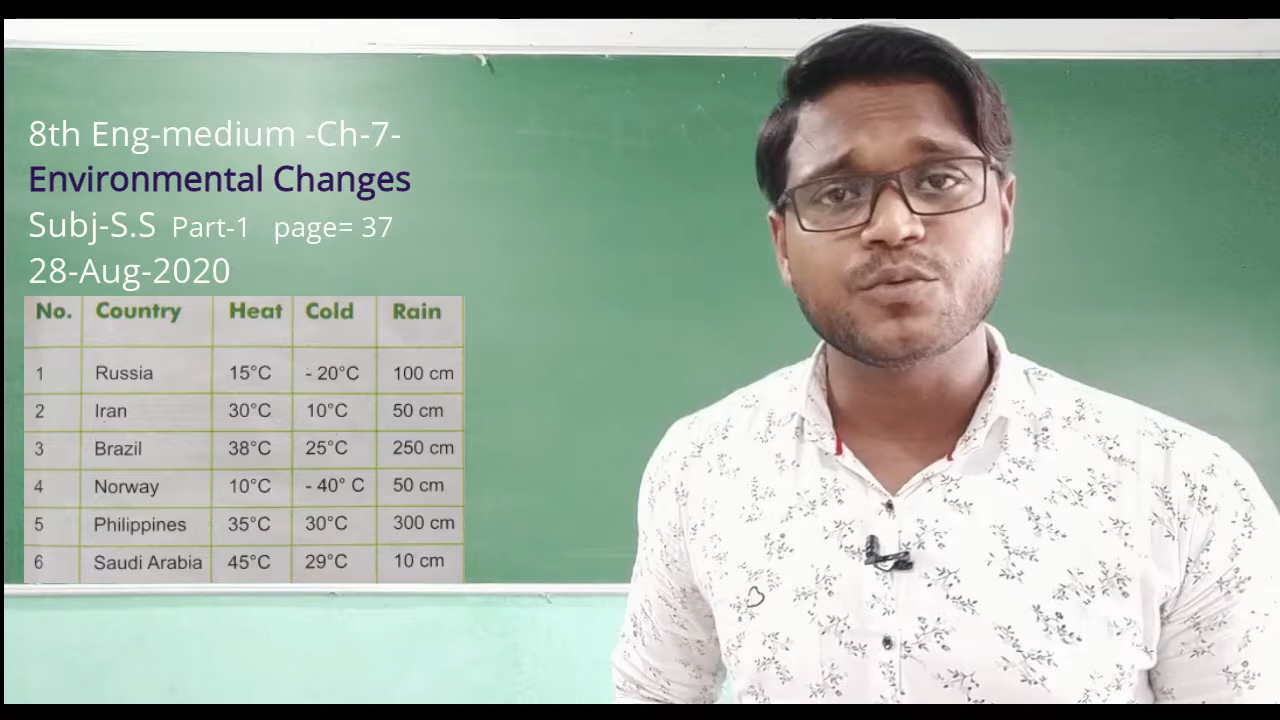 8th Eng-medium -Ch-7-
Environmental Changes
Subj-S.S Part-1 page= 37
28-Aug-2020
No. Country Heat Cold Rain
1 Russia 15°C - 20°C 100 cm
2 Iran 30°C 10°C 50 cm
3 Brazil 38°C 25°C 250 cm
4 Norway 10°C - 40° C 50 cm
5 Philippines 35°C 30°C 300 cm
6 Saudi Arabia 45°C 29°C 10 cm